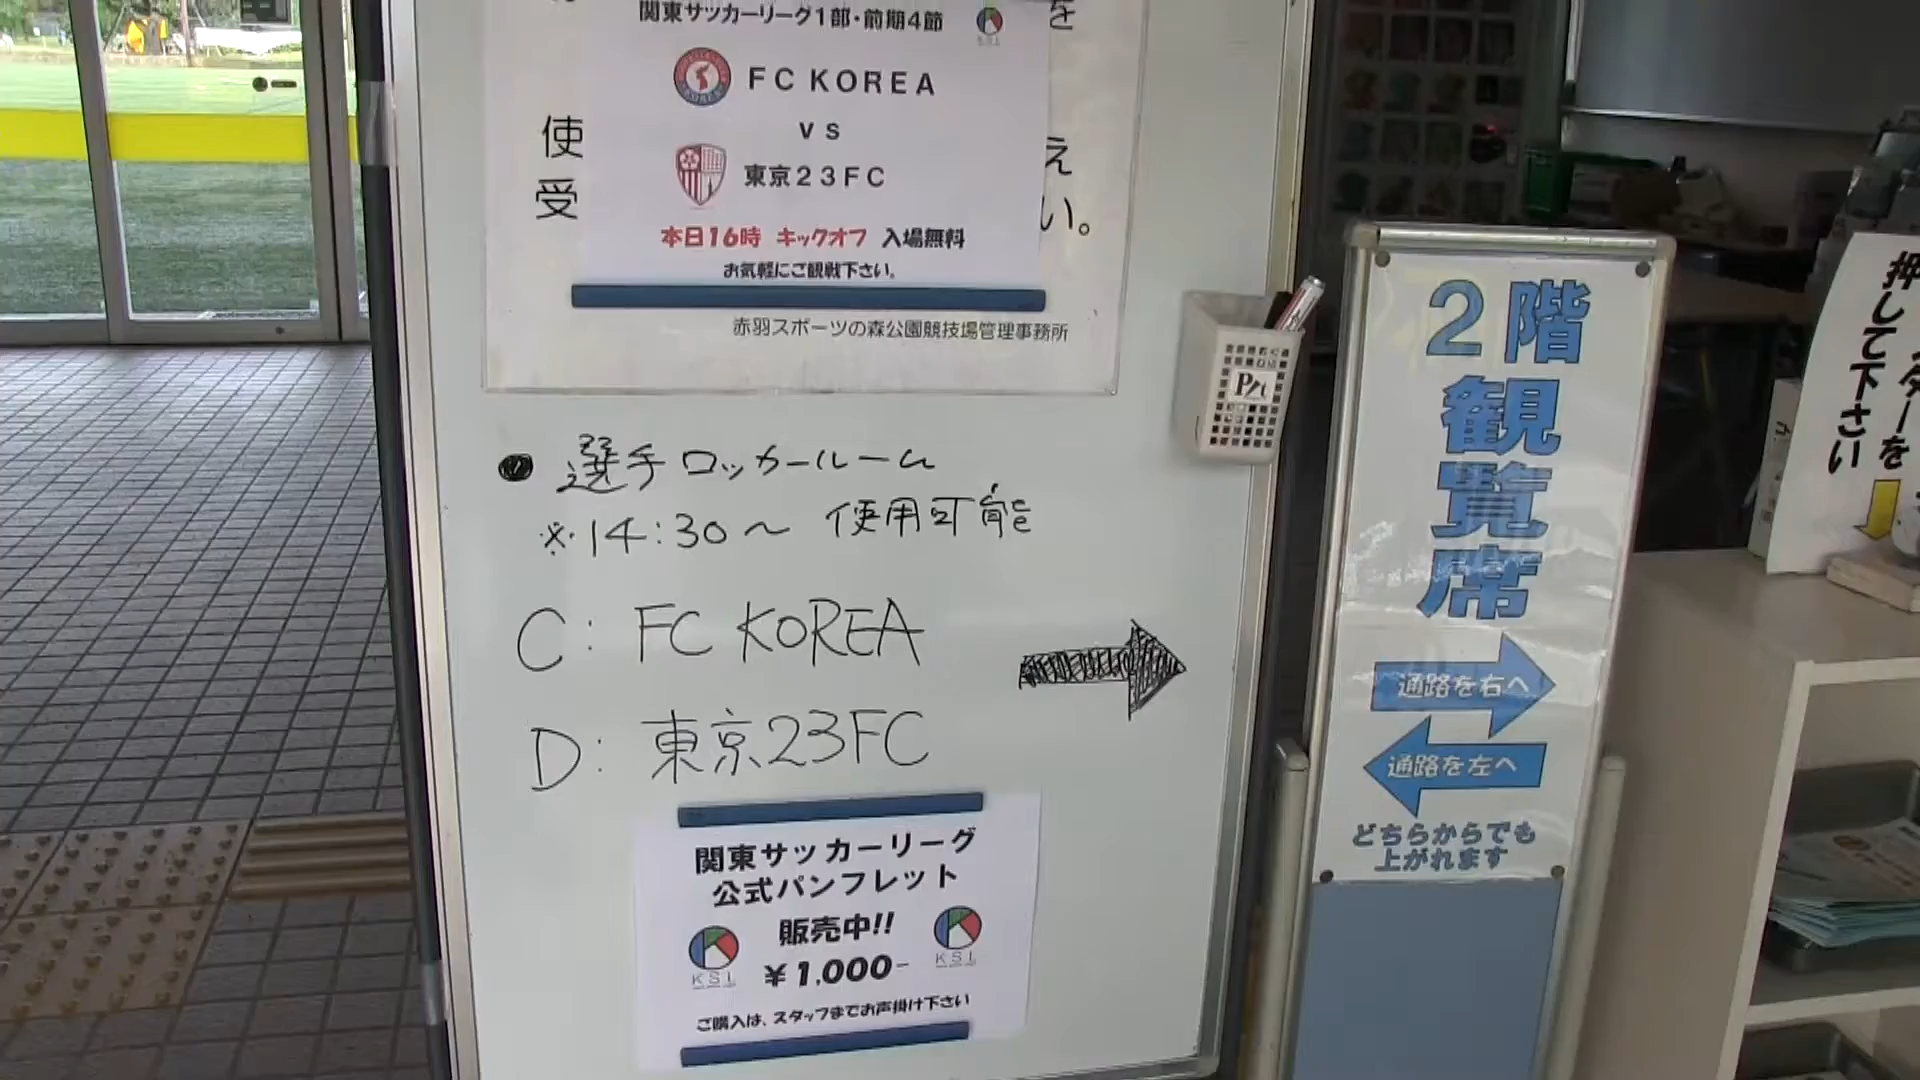 を
関東サッカーリーグ1部・前期4節
FC KOREA
vs
東京23FC
使
え
受
い。
本日16時 キックオフ 入場無料
お気軽にご観戦下さい。
赤羽スポーツの森公園競技場管理事務所
● 選手ロッカールーム
※14:30～ 使用可能
C: FC KOREA
D: 東京23FC
関東サッカーリーグ
公式パンフレット
販売中!!
KSL
KSL
¥1,000-
ご購入は、スタッフまでお声掛け下さい
2階
観
覧
席
通路を右へ
通路を左へ
どちらからでも
上がれます
ターを
押して下さい